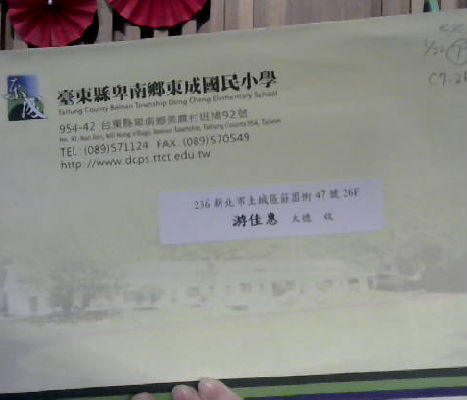 臺東縣卑南鄉東成國民小學
Taitung County Beinan Township Dong Cheng Elementary School
954-42 台東縣卑南鄉美農村班鳩92號
TEL:(089)571124 FAX:(089)570549
http://www.dcps.ttct.edu.tw
236 新北市土城區莊園街 47 號 26F
游佳惠 大德 收
1/22